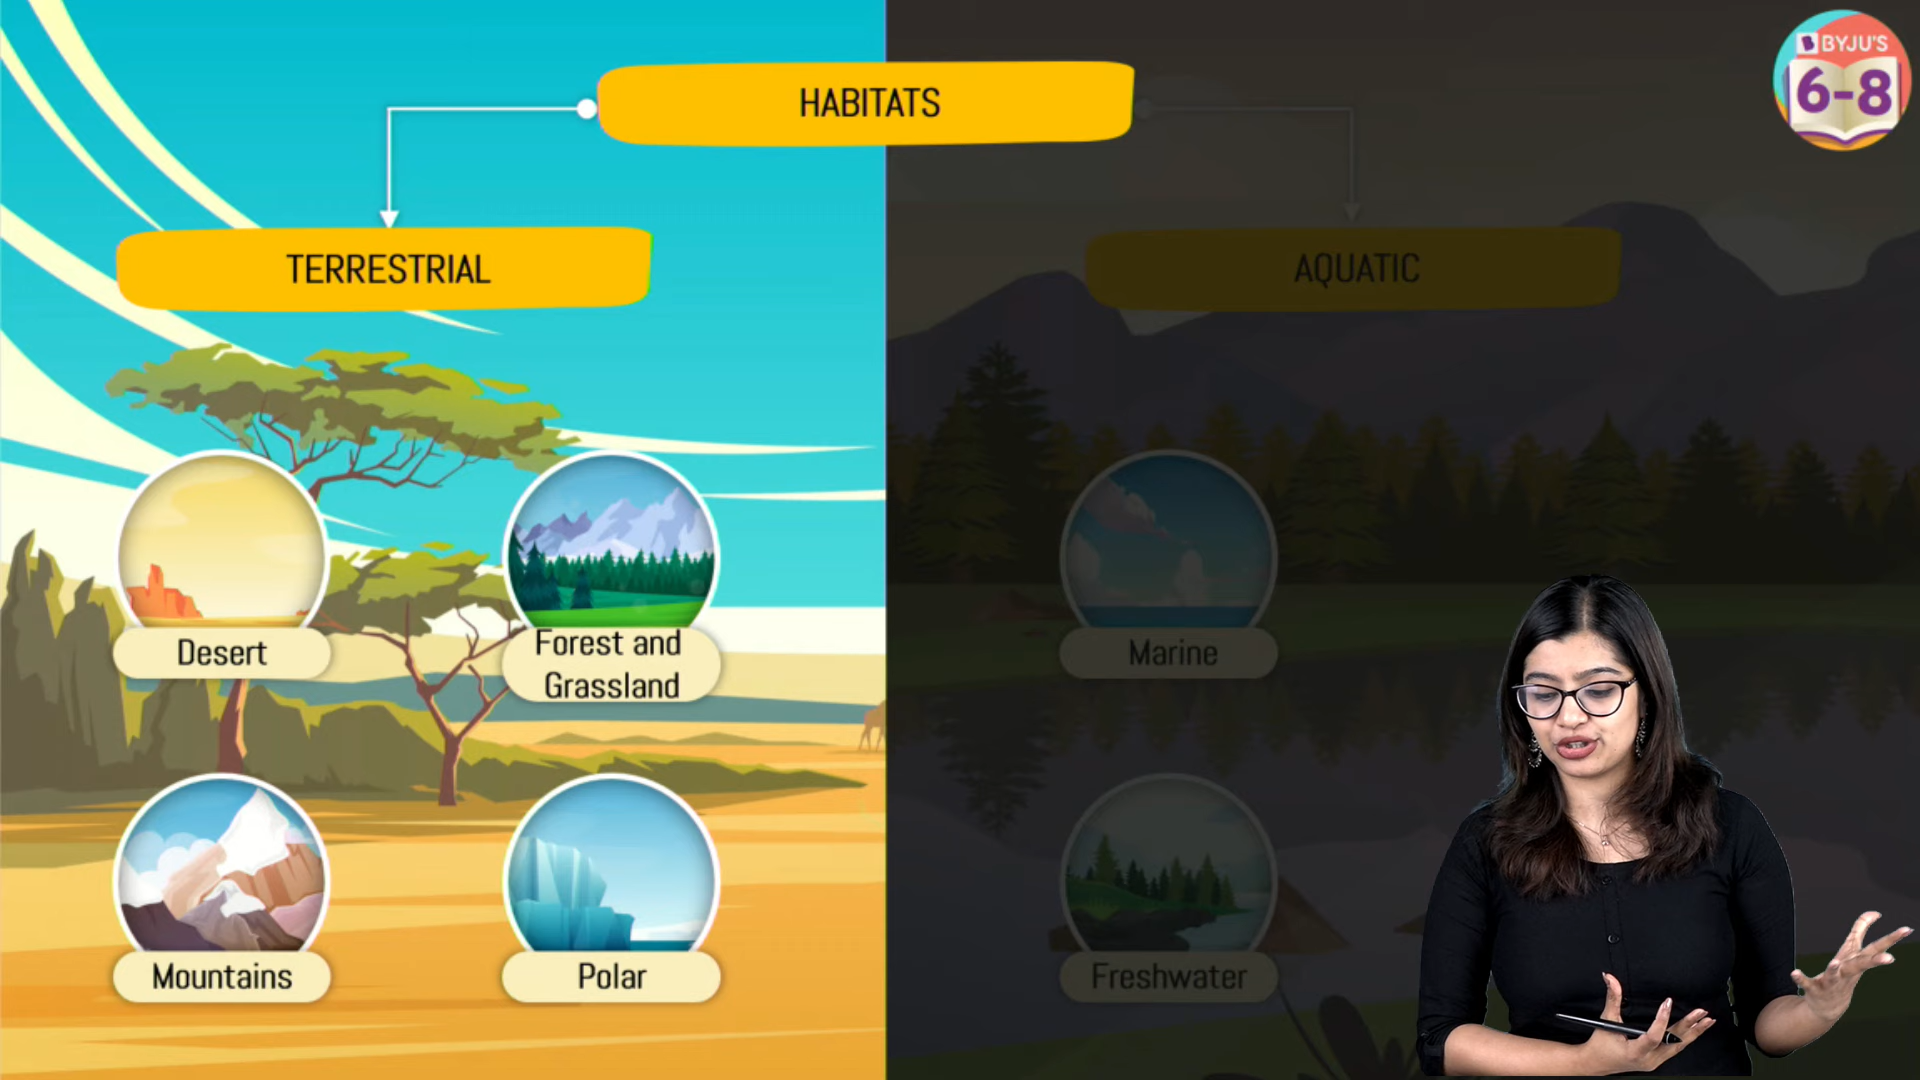 HABITATS
BYJU'S
6-8
TERRESTRIAL
AQUATIC
Desert
Forest and
Grassland
Marine
Mountains
Polar
Freshwater